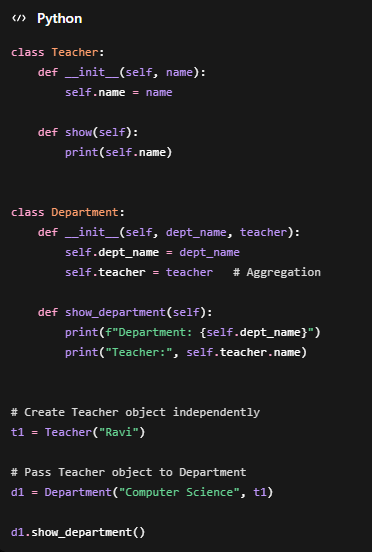 </> Python
class Teacher:
    def __init__(self, name):
        self.name = name

    def show(self):
        print(self.name)


class Department:
    def __init__(self, dept_name, teacher):
        self.dept_name = dept_name
        self.teacher = teacher   # Aggregation

    def show_department(self):
        print(f"Department: {self.dept_name}")
        print("Teacher:", self.teacher.name)


# Create Teacher object independently
t1 = Teacher("Ravi")

# Pass Teacher object to Department
d1 = Department("Computer Science", t1)

d1.show_department()